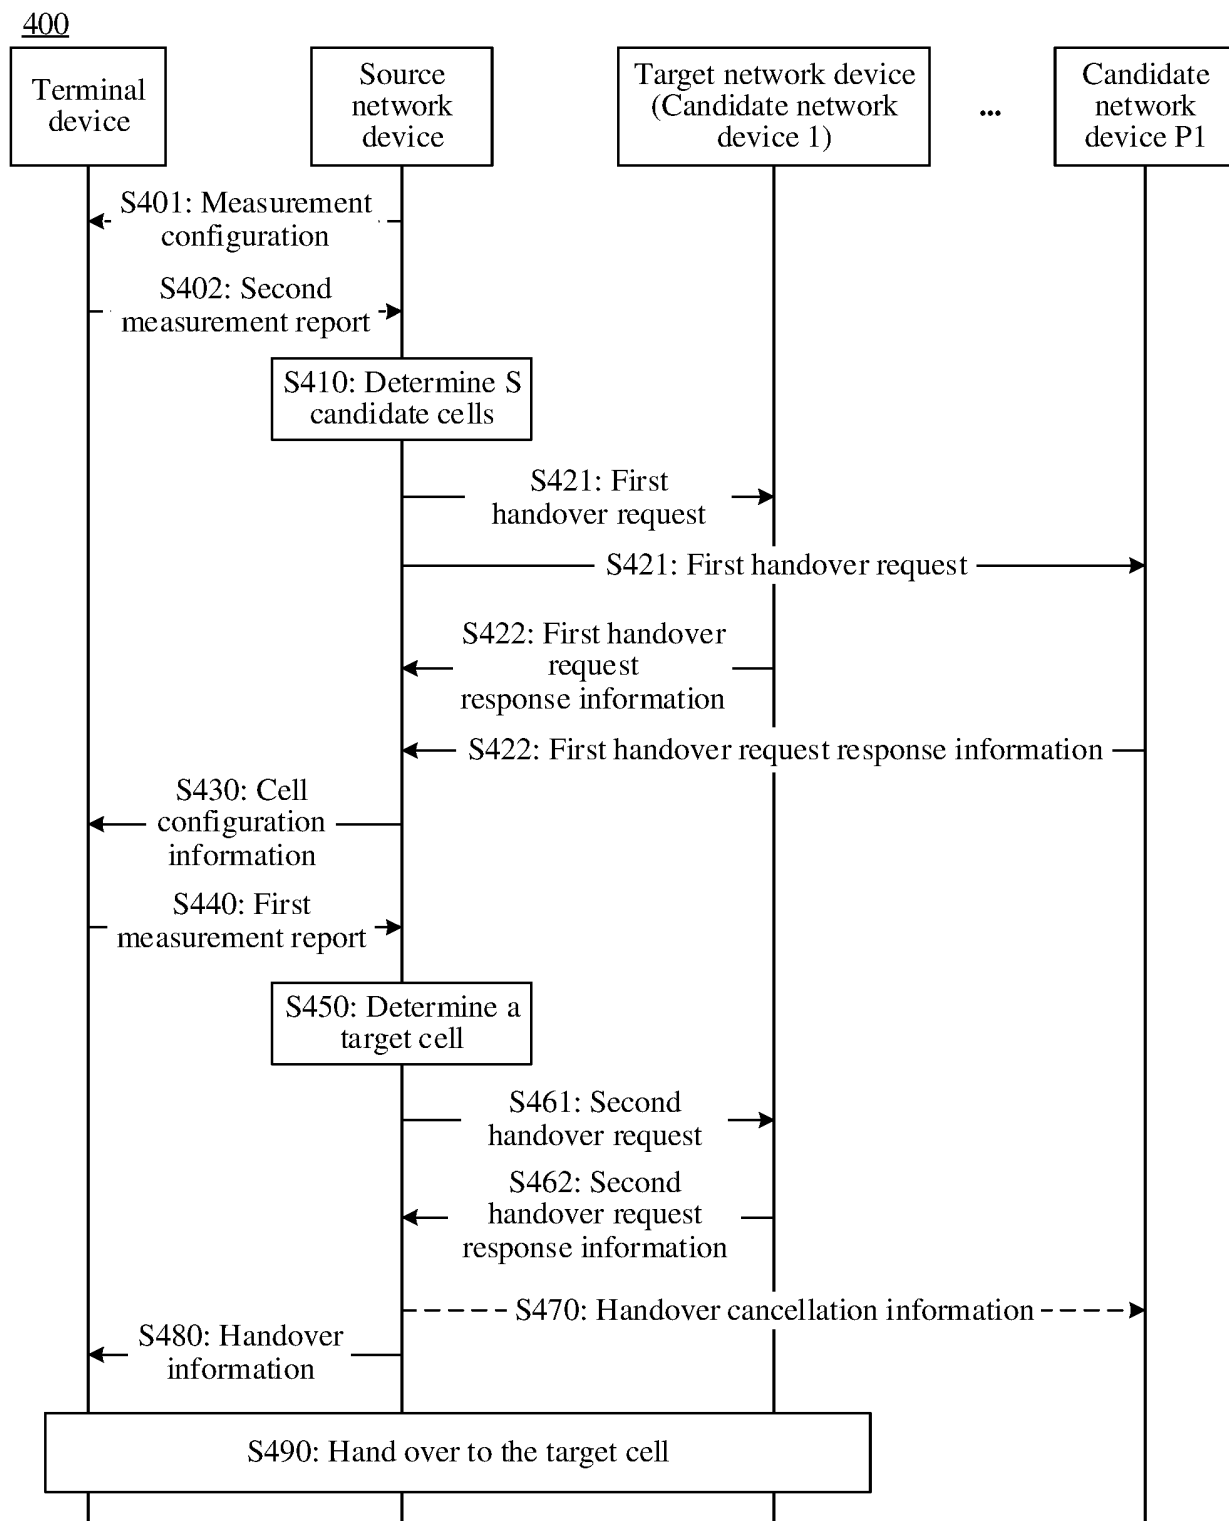 400
Terminal
device
Source
network
device
Target network device
(Candidate network
device 1)
...
Candidate
network
device P1
S401: Measurement
configuration
S402: Second
measurement report
S410: Determine S
candidate cells
S421: First
handover request
S421: First handover request
S422: First handover
request
response information
S422: First handover request response information
S430: Cell
configuration
information
S440: First
measurement report
S450: Determine a
target cell
S461: Second
handover request
S462: Second
handover request
response information
S470: Handover cancellation information
S480: Handover
information
S490: Hand over to the target cell